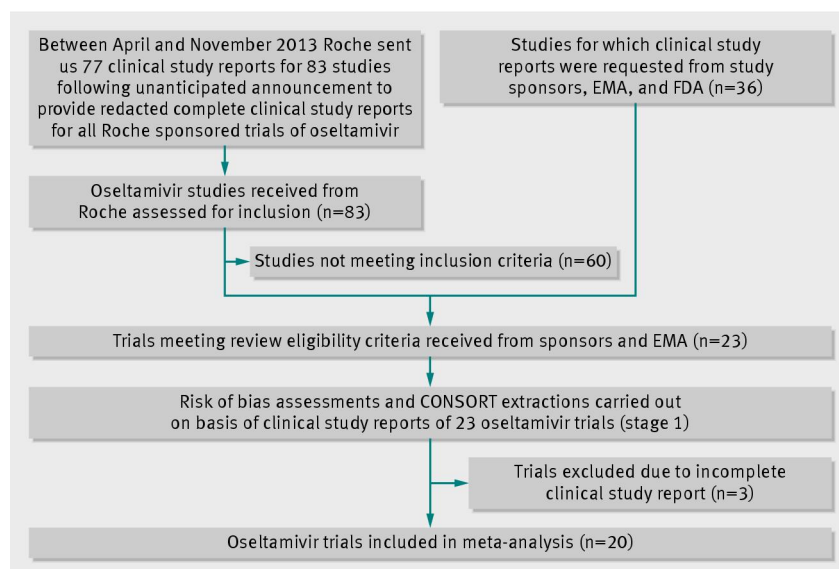 Between April and November 2013 Roche sent
us 77 clinical study reports for 83 studies
following unanticipated announcement to
provide redacted complete clinical study reports
for all Roche sponsored trials of oseltamivir
Studies for which clinical study
reports were requested from study
sponsors, EMA, and FDA (n=36)
Oseltamivir studies received from
Roche assessed for inclusion (n=83)
Studies not meeting inclusion criteria (n=60)
Trials meeting review eligibility criteria received from sponsors and EMA (n=23)
Risk of bias assessments and CONSORT extractions carried out
on basis of clinical study reports of 23 oseltamivir trials (stage 1)
Trials excluded due to incomplete
clinical study report (n=3)
Oseltamivir trials included in meta-analysis (n=20)